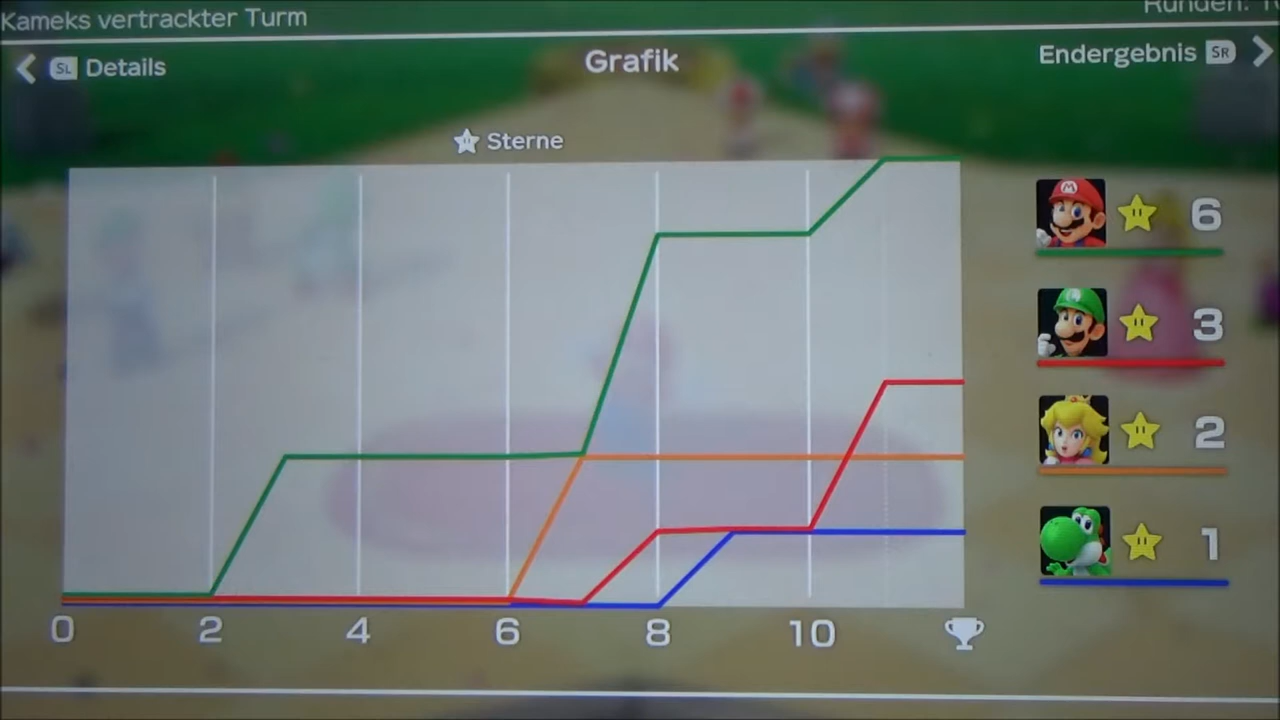 Kameks vertrackter Turm
Runden: 1
SL Details
Grafik
Endergebnis SR
Sterne
6
3
2
1
0 2 4 6 8 10